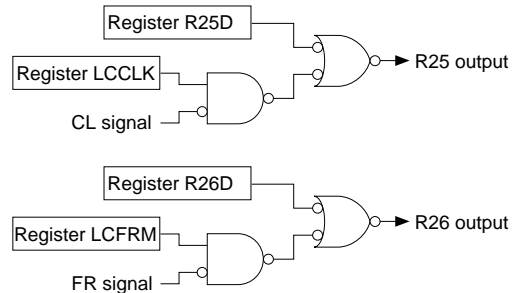 Register R25D
Register LCCLK
R25 output
CL signal
Register R26D
Register LCFRM
R26 output
FR signal